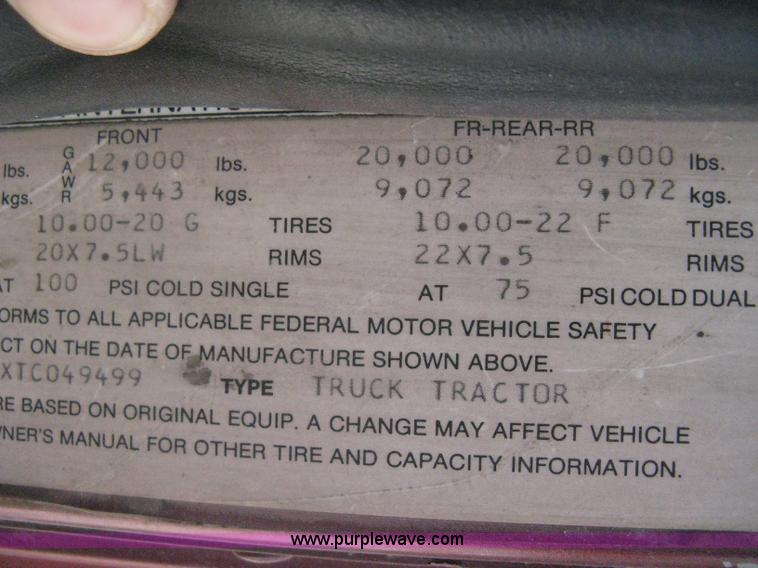 INTERNATIO
FRONT FR-REAR-RR
lbs. GAWR 12,000 lbs. 20,000 20,000 lbs.
kgs. 5,443 kgs. 9,072 9,072 kgs.
10.00-20 G TIRES 10.00-22 F TIRES
20X7.5LW RIMS 22X7.5 RIMS
AT 100 PSI COLD SINGLE AT 75 PSI COLD DUAL
ORMS TO ALL APPLICABLE FEDERAL MOTOR VEHICLE SAFETY
CT ON THE DATE OF MANUFACTURE SHOWN ABOVE.
XTC049499 TYPE TRUCK TRACTOR
RE BASED ON ORIGINAL EQUIP. A CHANGE MAY AFFECT VEHICLE
WNER'S MANUAL FOR OTHER TIRE AND CAPACITY INFORMATION.
www.purplewave.com